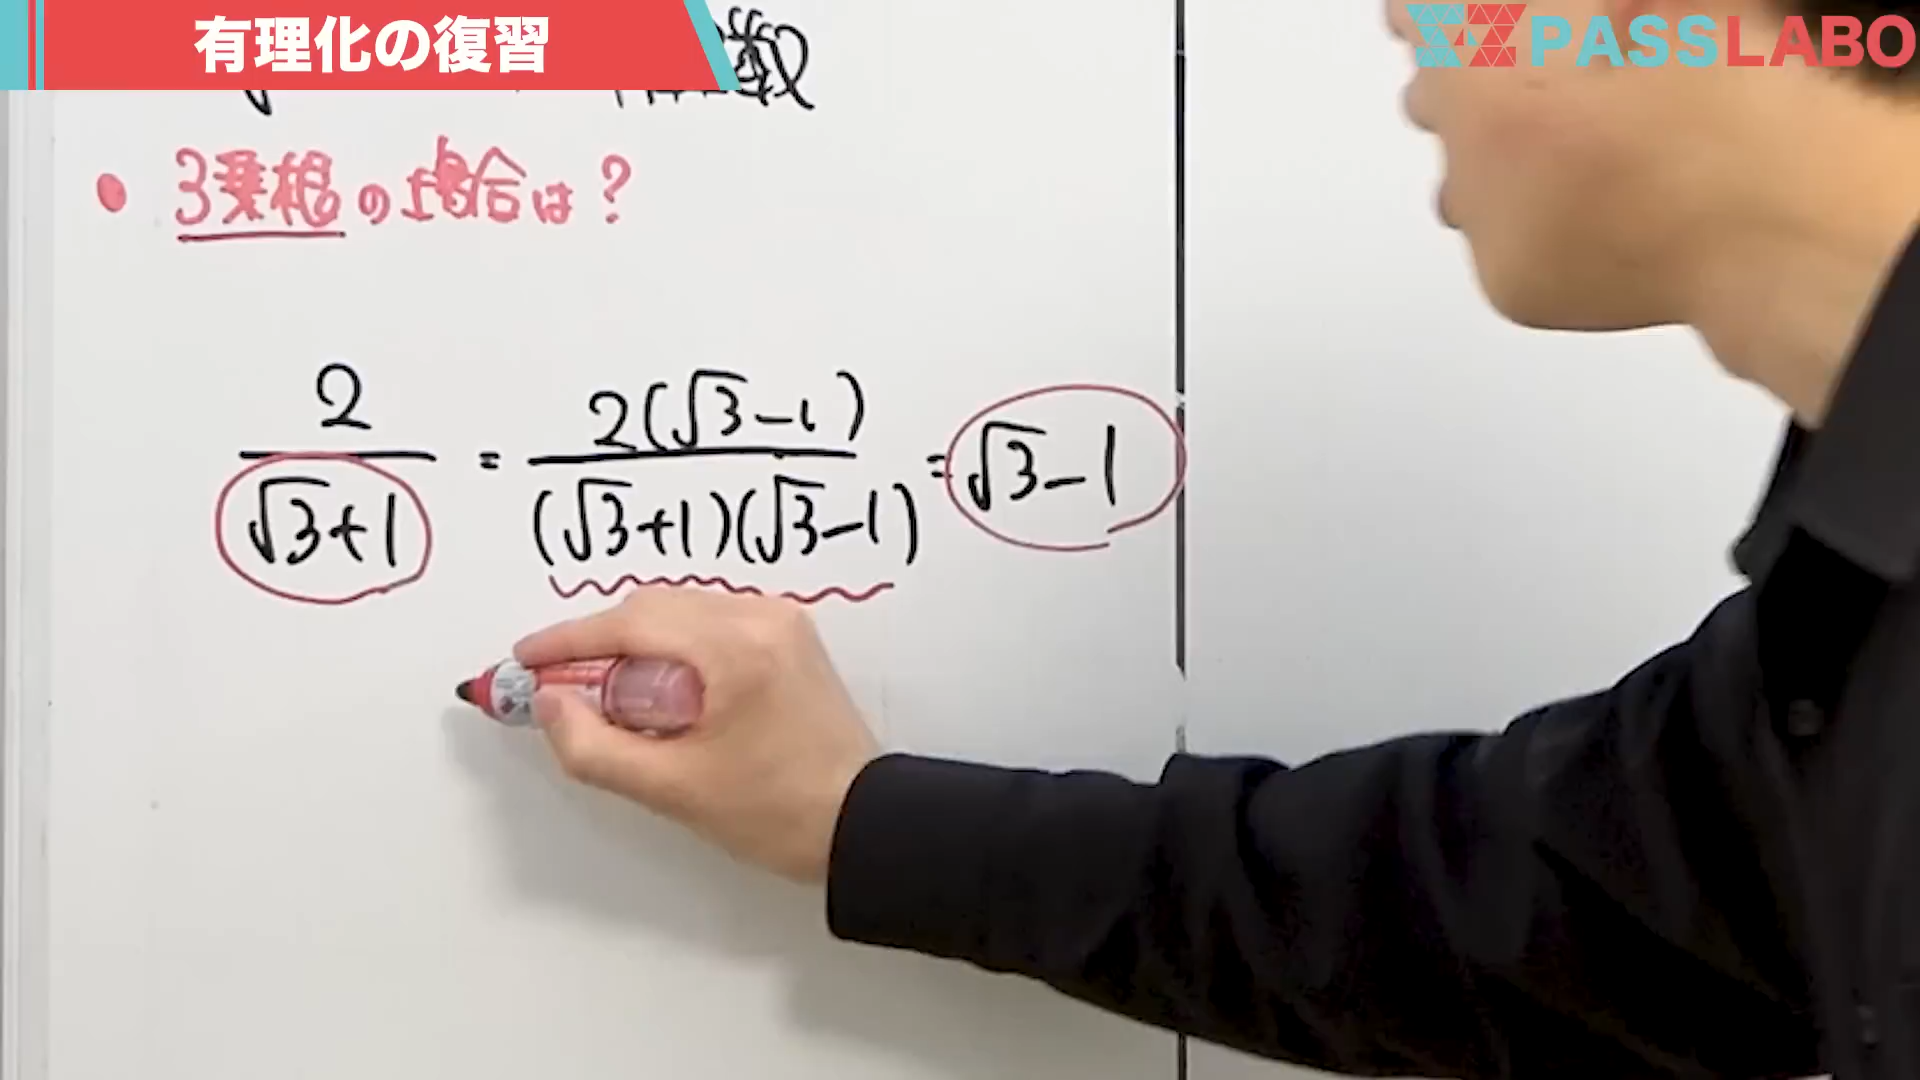 有理化の復習
PASSLABO
数
• 3乗根の場合は?
2/(√3+1) = 2(√3-1)/((√3+1)(√3-1)) = √3-1